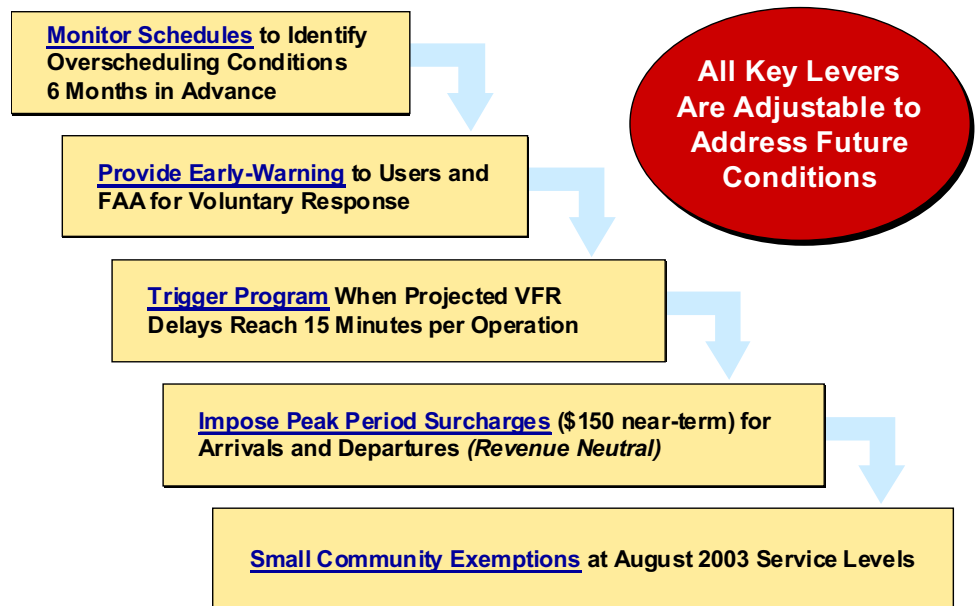 Monitor Schedules to Identify
Overscheduling Conditions
6 Months in Advance
All Key Levers
Are Adjustable to
Address Future
Conditions
Provide Early-Warning to Users and
FAA for Voluntary Response
Trigger Program When Projected VFR
Delays Reach 15 Minutes per Operation
Impose Peak Period Surcharges ($150 near-term) for
Arrivals and Departures (Revenue Neutral)
Small Community Exemptions at August 2003 Service Levels